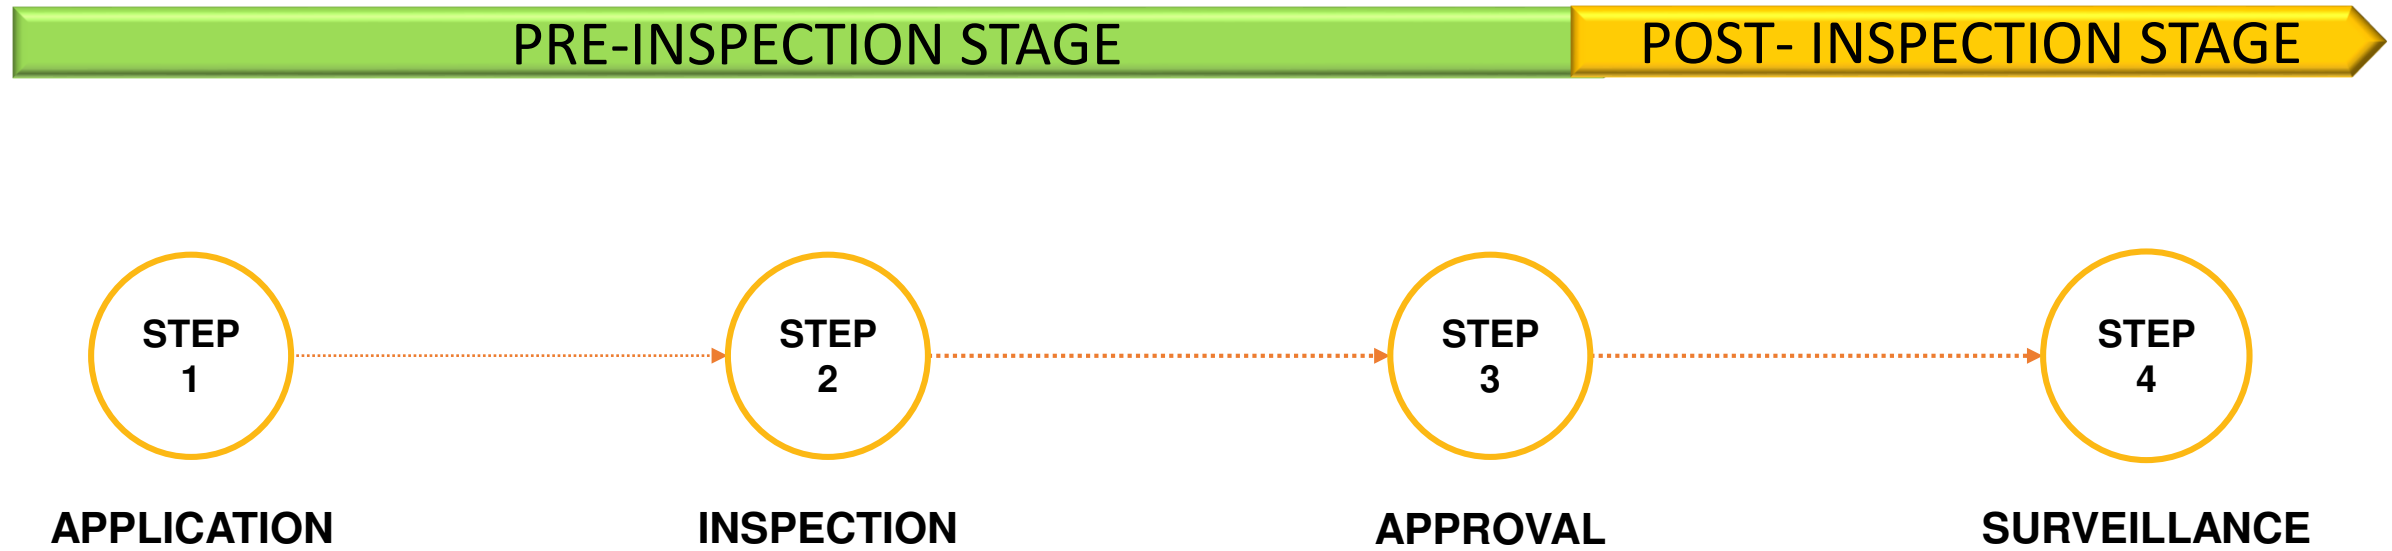 PRE-INSPECTION STAGE
POST- INSPECTION STAGE
STEP
1
STEP
2
STEP
3
STEP
4
APPLICATION
INSPECTION
APPROVAL
SURVEILLANCE